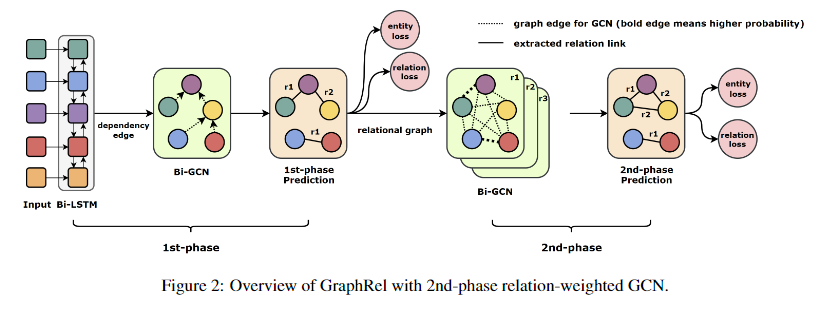 graph edge for GCN (bold edge means higher probability)
extracted relation link
entity
loss
relation
loss
r1
r2
r1
r1
r2
r3
r1
r2
r2
r1
entity
loss
relation
loss
dependency
edge
relational graph
Input
Bi-LSTM
Bi-GCN
1st-phase
Prediction
Bi-GCN
2nd-phase
Prediction
1st-phase
2nd-phase
Figure 2: Overview of GraphRel with 2nd-phase relation-weighted GCN.